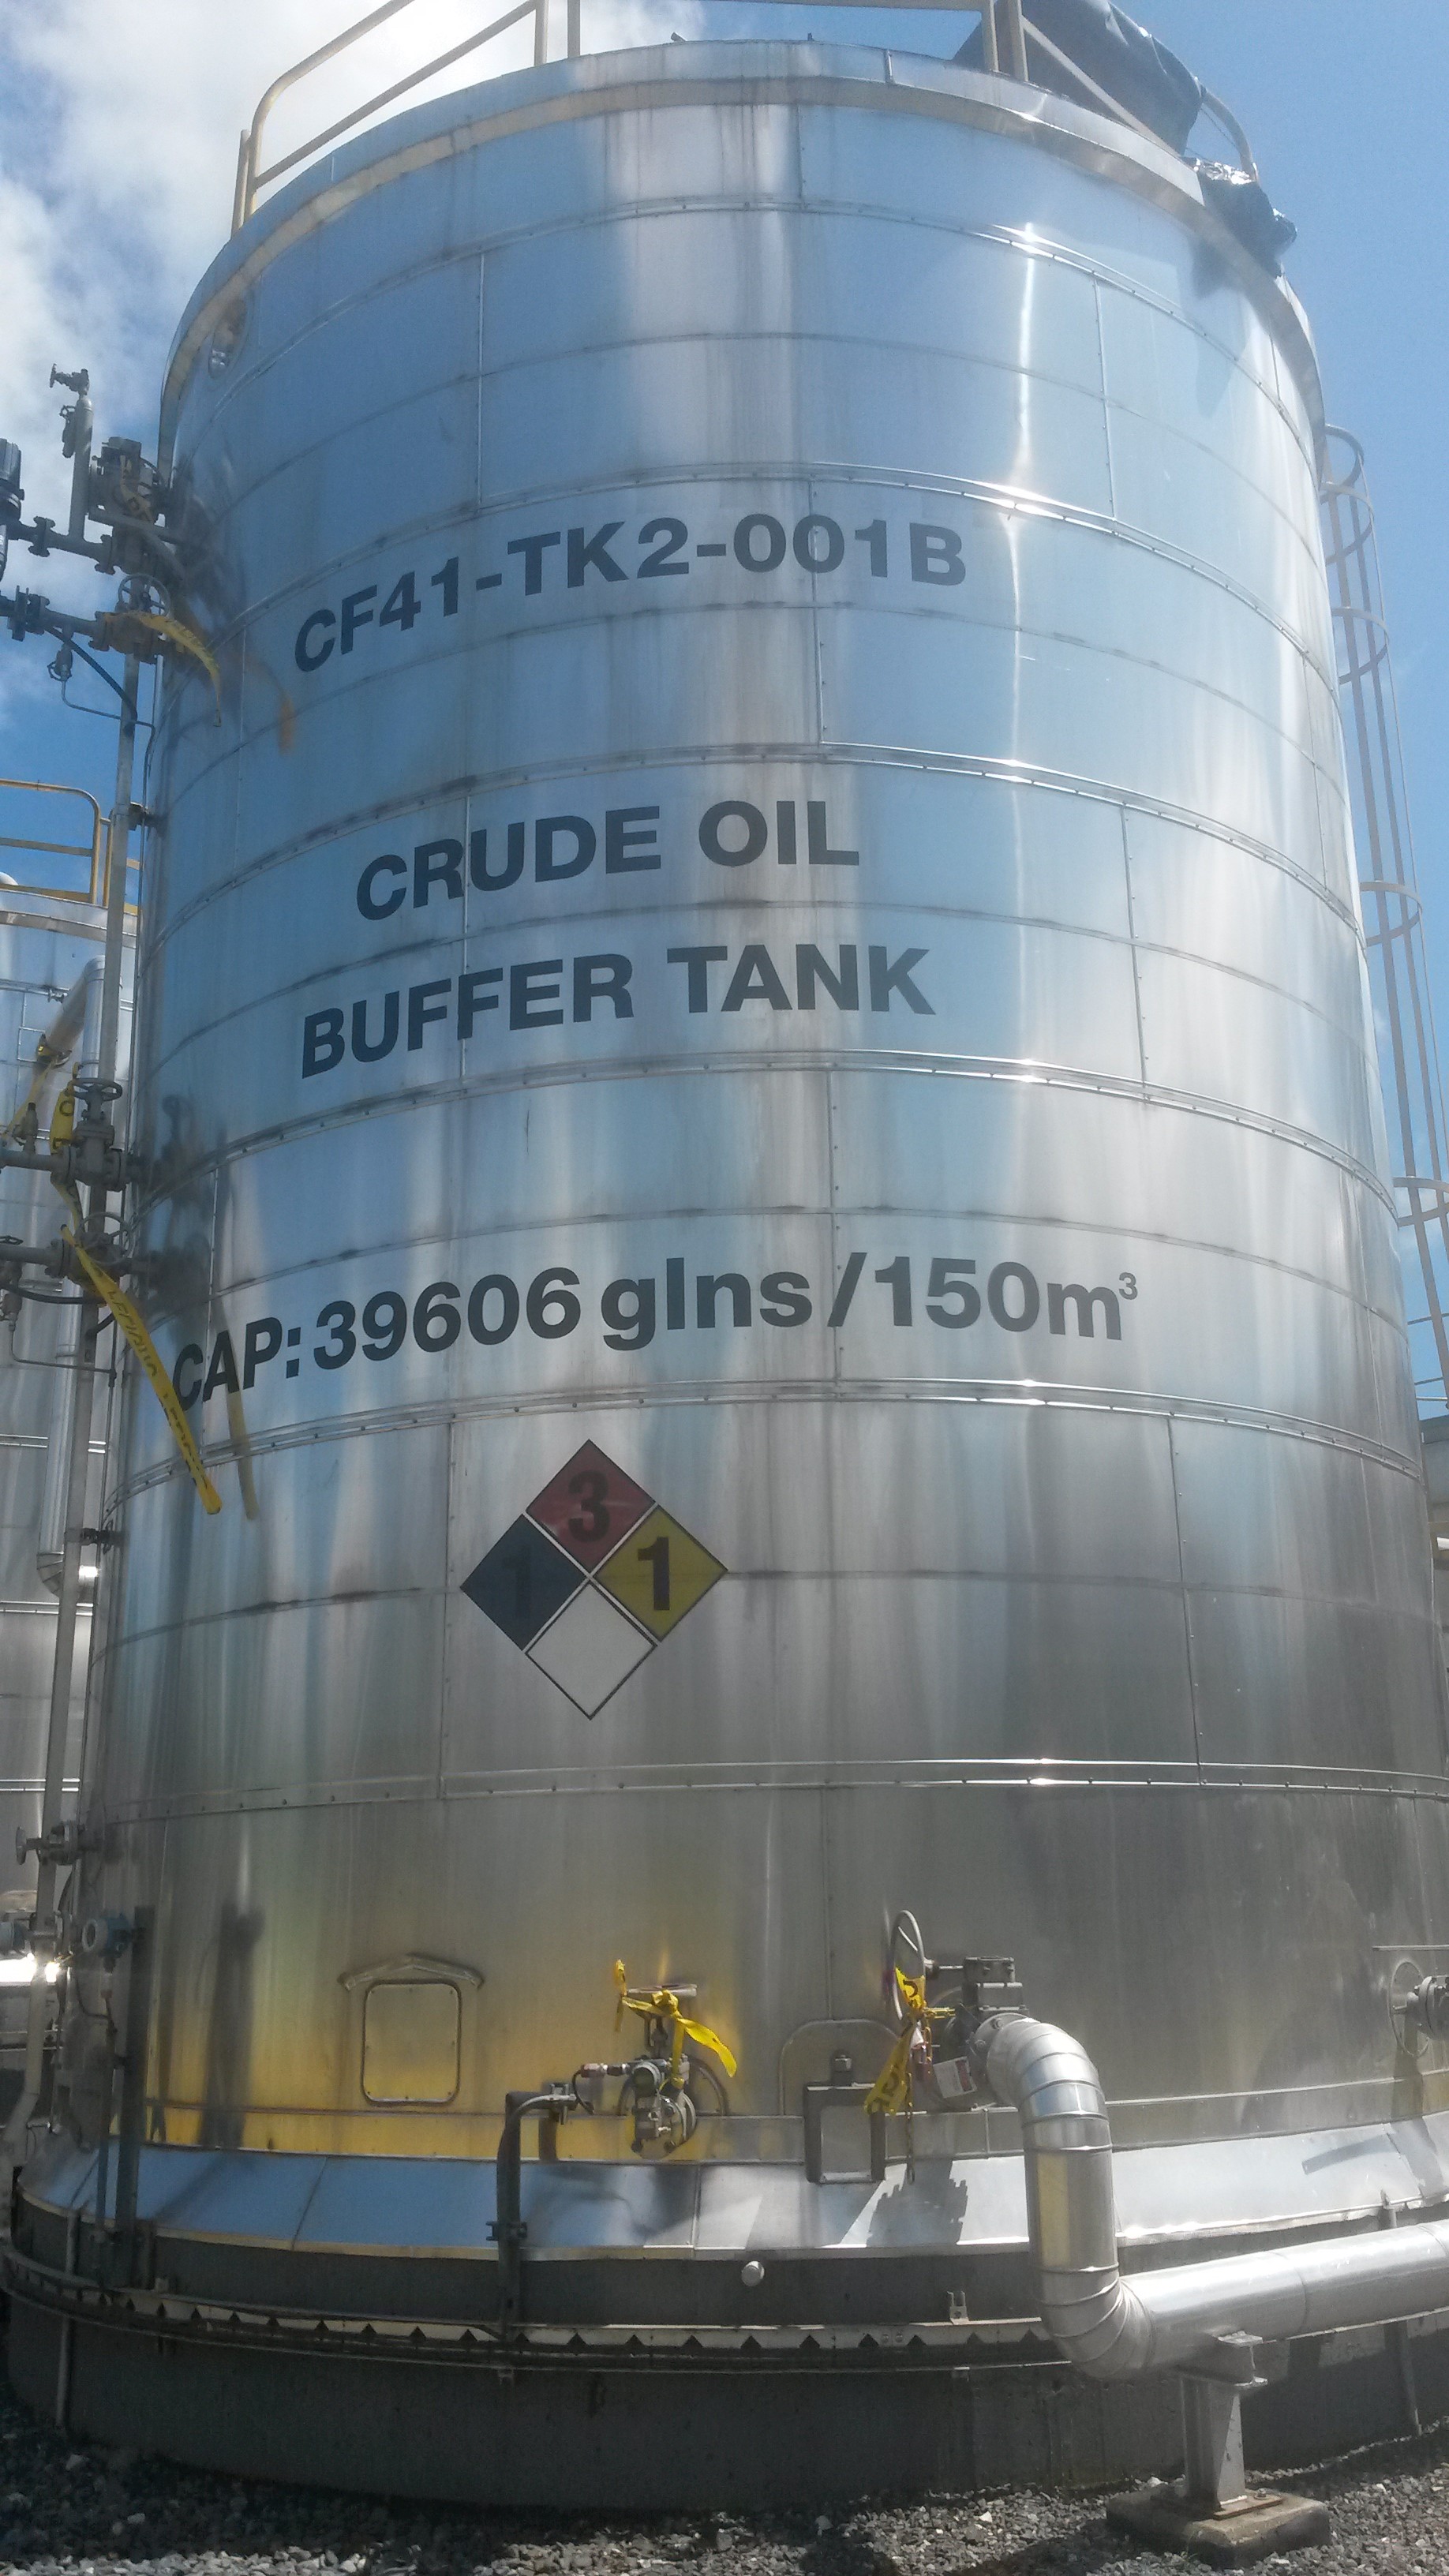 CF41-TK2-001B
CRUDE OIL
BUFFER TANK
CAP: 39606 glns/150m³
3
1 1